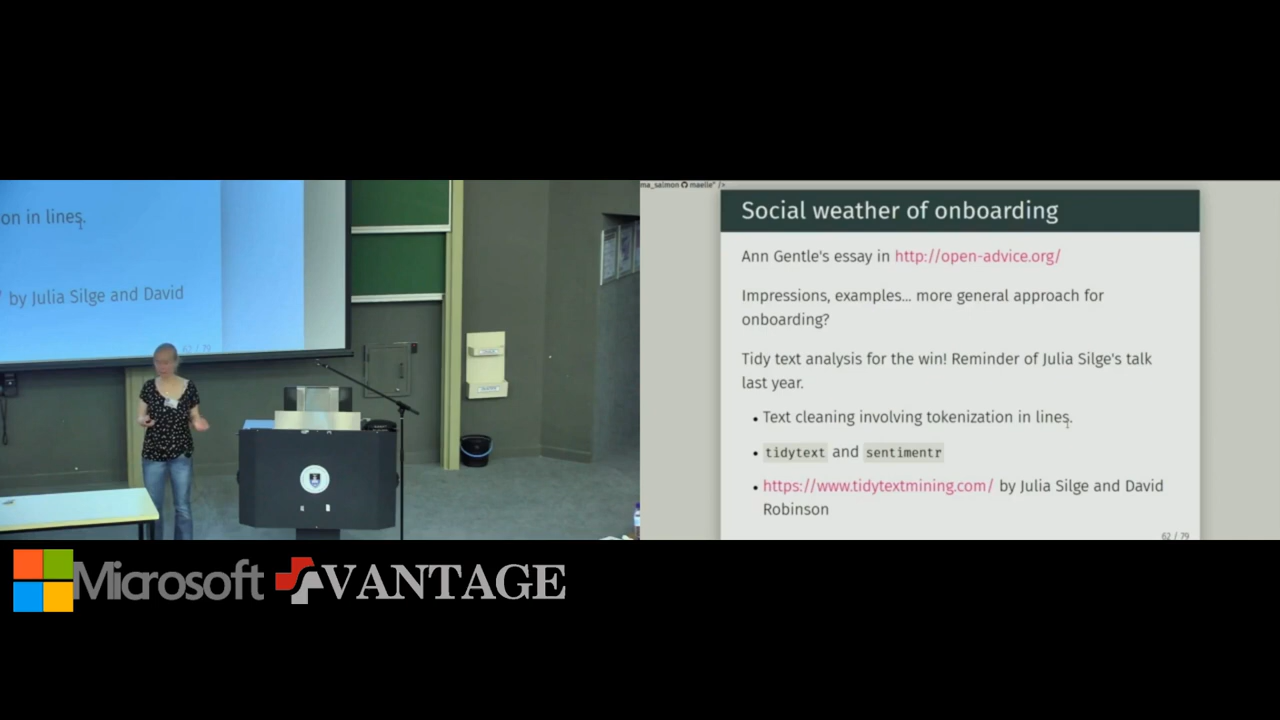 on in lines.
by Julia Silge and David
62 / 79
ma_salmon maelle" />
Social weather of onboarding
Ann Gentle's essay in http://open-advice.org/
Impressions, examples... more general approach for
onboarding?
Tidy text analysis for the win! Reminder of Julia Silge's talk
last year.
• Text cleaning involving tokenization in lines.
• tidytext and sentimentr
• https://www.tidytextmining.com/ by Julia Silge and David
Robinson
62 / 79
Microsoft VANTAGE